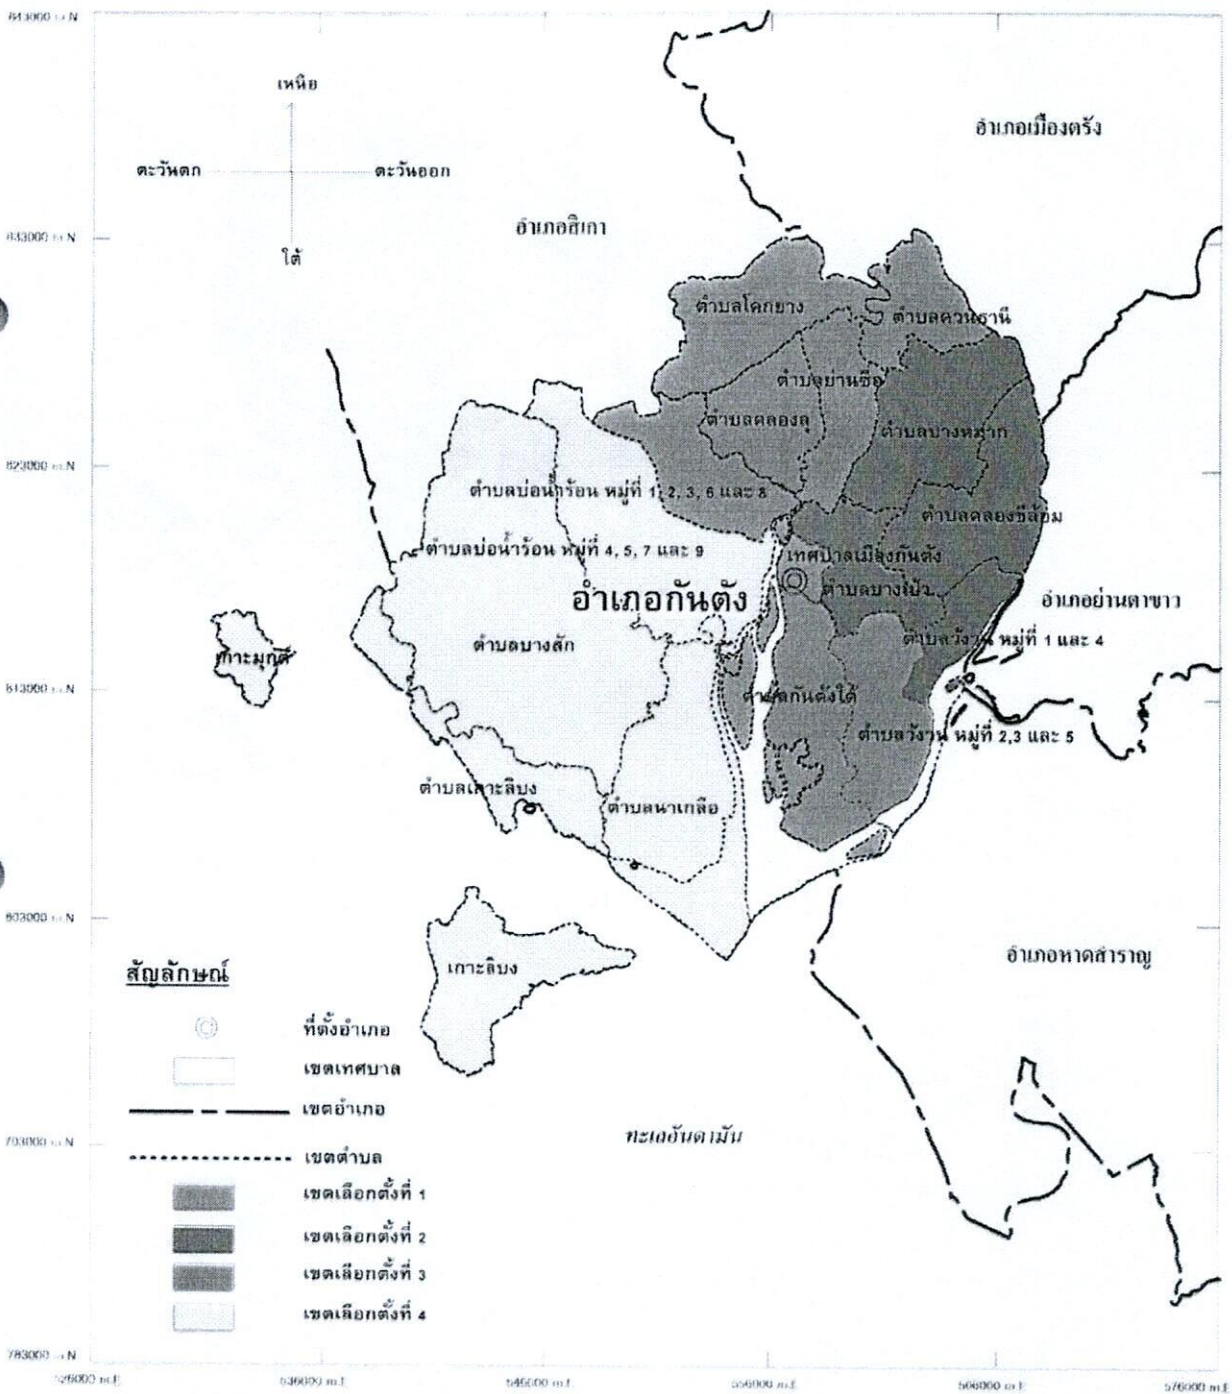 843000 m.N
เหนือ
อำเภอเมืองตรัง
ตะวันตก
ตะวันออก
อำเภอสิเกา
833000 m.N
ใต้
ตำบลโคกยาง
ตำบลควนธานี
ตำบลย่านซื่อ
ตำบลคลองลุ
ตำบลบางหมาก
823000 m.N
ตำบลบ่อน้ำร้อน หมู่ที่ 1, 2, 3, 6 และ 8
ตำบลคลองชีล้อม
ตำบลบ่อน้ำร้อน หมู่ที่ 4, 5, 7 และ 9
เทศบาลเมืองกันตัง
อำเภอกันตัง
ตำบลบางเป้า
อำเภอย่านตาขาว
ตำบลวังวน หมู่ที่ 1 และ 4
ตำบลบางสัก
เกาะมุกด์
813000 m.N
ตำบลกันตังใต้
ตำบลวังวน หมู่ที่ 2,3 และ 5
ตำบลเกาะลิบง
ตำบลนาเกลือ
803000 m.N
อำเภอหาดสำราญ
เกาะลิบง
สัญลักษณ์
ที่ตั้งอำเภอ
เขตเทศบาล
เขตอำเภอ
ทะเลอันดามัน
793000 m.N
เขตตำบล
เขตเลือกตั้งที่ 1
เขตเลือกตั้งที่ 2
เขตเลือกตั้งที่ 3
เขตเลือกตั้งที่ 4
783000 m.N
526000 m.E
536000 m.E
546000 m.E
556000 m.E
566000 m.E
576000 m.E